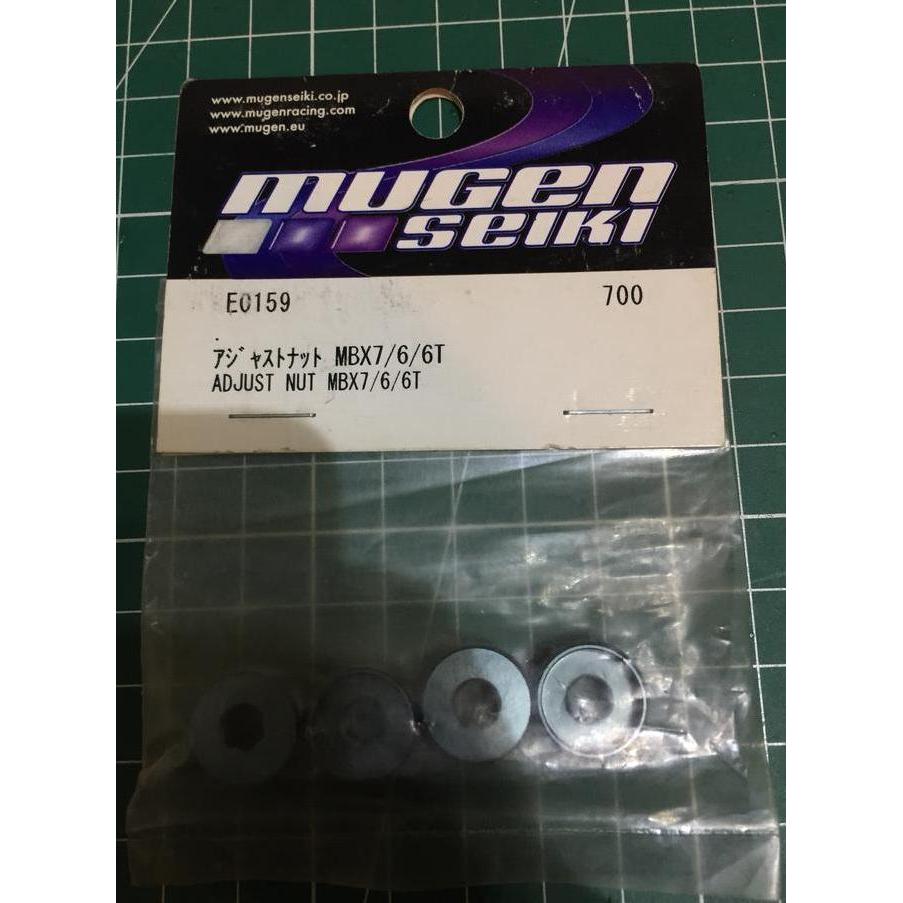 www.mugenseiki.co.jp
www.mugenracing.com
www.mugen.eu
mugen
seiki
E0159 700
アジャストナット MBX7/6/6T
ADJUST NUT MBX7/6/6T